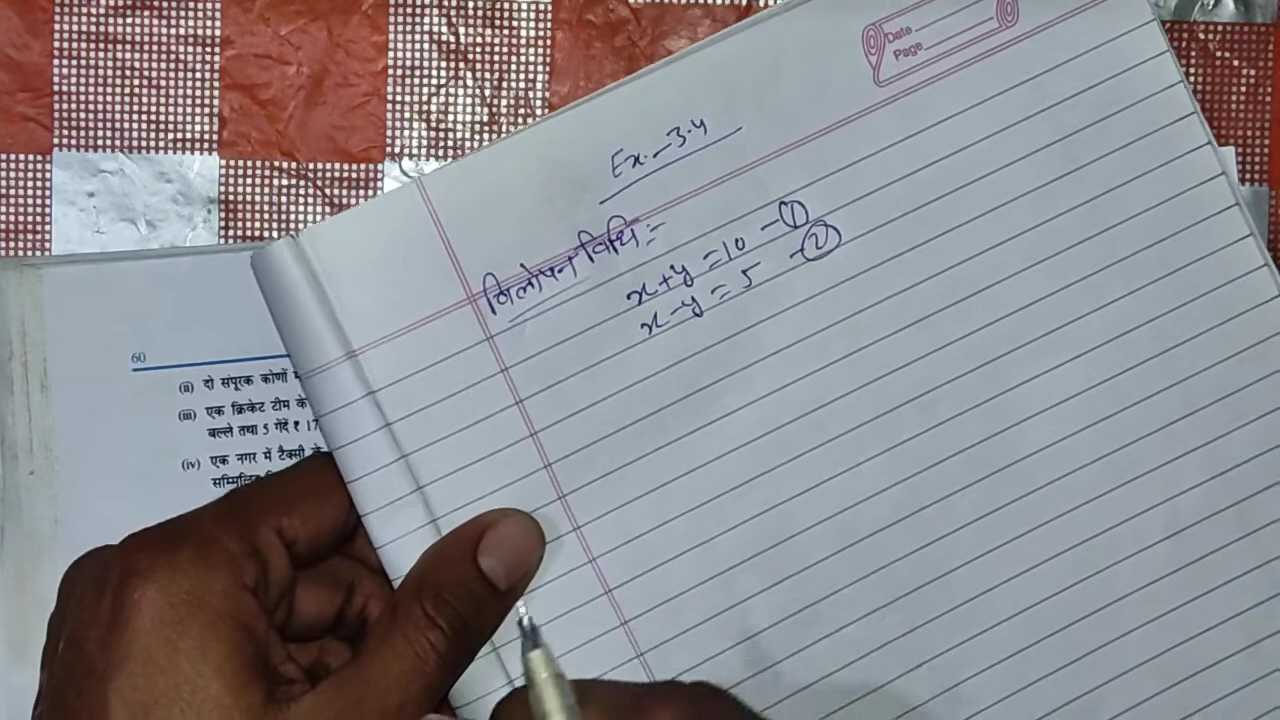 Date
Page
Ex.-3.4
विलोपन विधि :-
x+y=10 -①
x-y=5 -②
60
(ii) दो संपूरक कोणों
(iii) एक क्रिकेट टीम के
बल्ले तथा 5 गेंदें ₹ 17
(iv) एक नगर में टैक्सी के
सम्मिलित